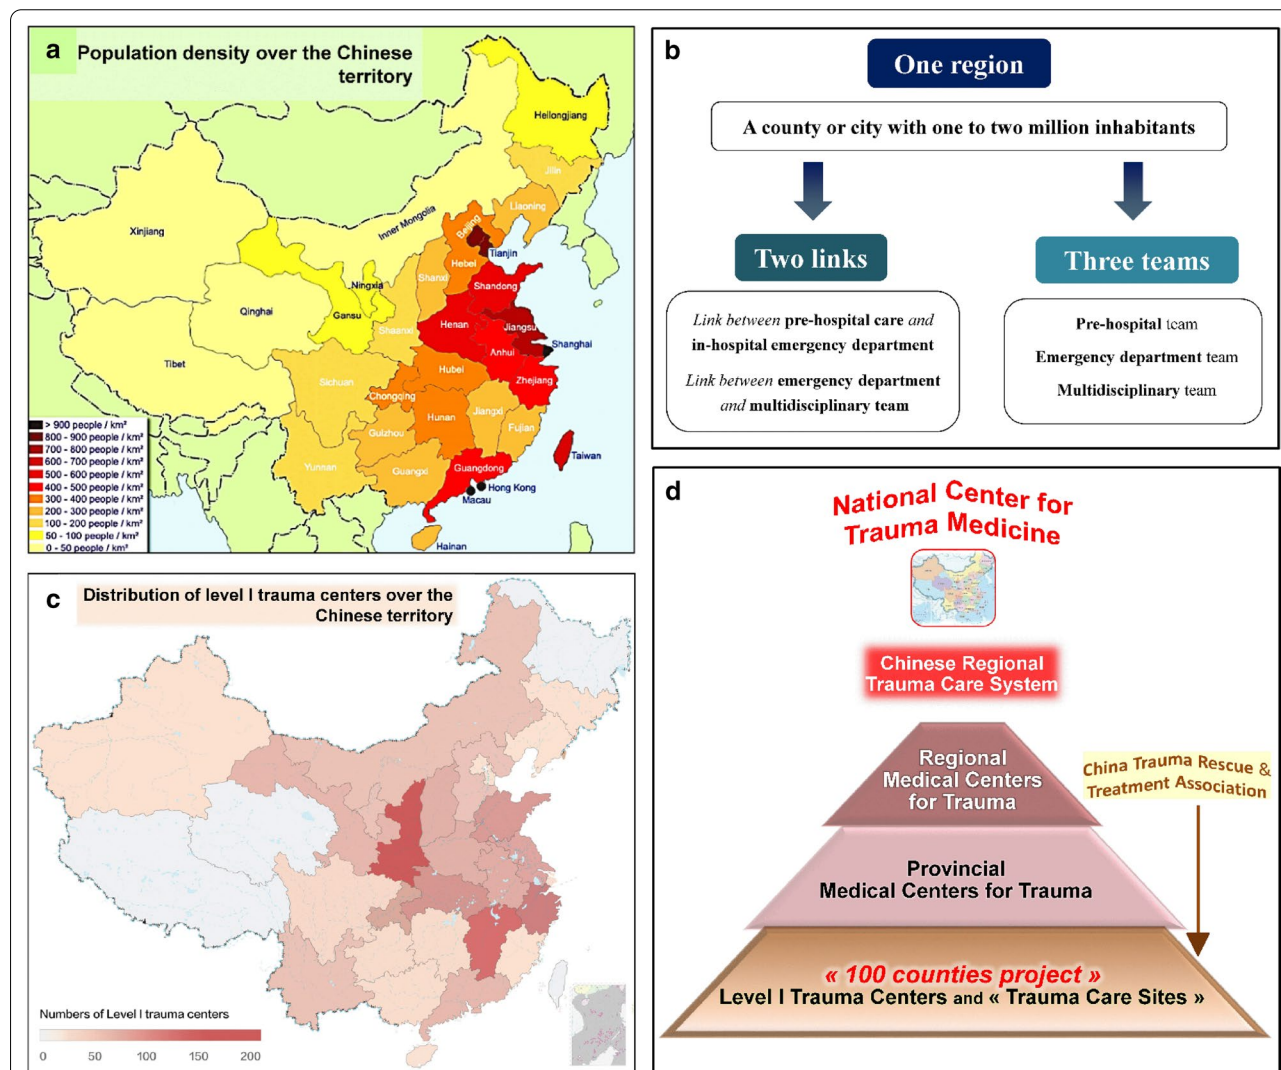 a
Population density over the Chinese
territory
Heilongjiang
Jilin
Liaoning
Inner Mongolia
Xinjiang
Beijing
Tianjin
Hebei
Shanxi
Shandong
Ningxia
Qinghai
Gansu
Shaanxi
Henan
Jiangsu
Shanghai
Anhui
Tibet
Hubei
Zhejiang
Sichuan
Chongqing
Hunan
Jiangxi
Guizhou
Fujian
Yunnan
Guangxi
Guangdong
Taiwan
Hong Kong
Macau
Hainan
> 900 people / km²
800 - 900 people / km²
700 - 800 people / km²
600 - 700 people / km²
500 - 600 people / km²
400 - 500 people / km²
300 - 400 people / km²
200 - 300 people / km²
100 - 200 people / km²
50 - 100 people / km²
0 - 50 people / km²
b
One region
A county or city with one to two million inhabitants
Two links
Link between pre-hospital care and
in-hospital emergency department
Link between emergency department
and multidisciplinary team
Three teams
Pre-hospital team
Emergency department team
Multidisciplinary team
c
Distribution of level I trauma centers over the
Chinese territory
Numbers of Level I trauma centers
0 50 100 150 200
d
National Center for
Trauma Medicine
Chinese Regional
Trauma Care System
Regional
Medical Centers
for Trauma
China Trauma Rescue &
Treatment Association
Provincial
Medical Centers for Trauma
« 100 counties project »
Level I Trauma Centers and « Trauma Care Sites »